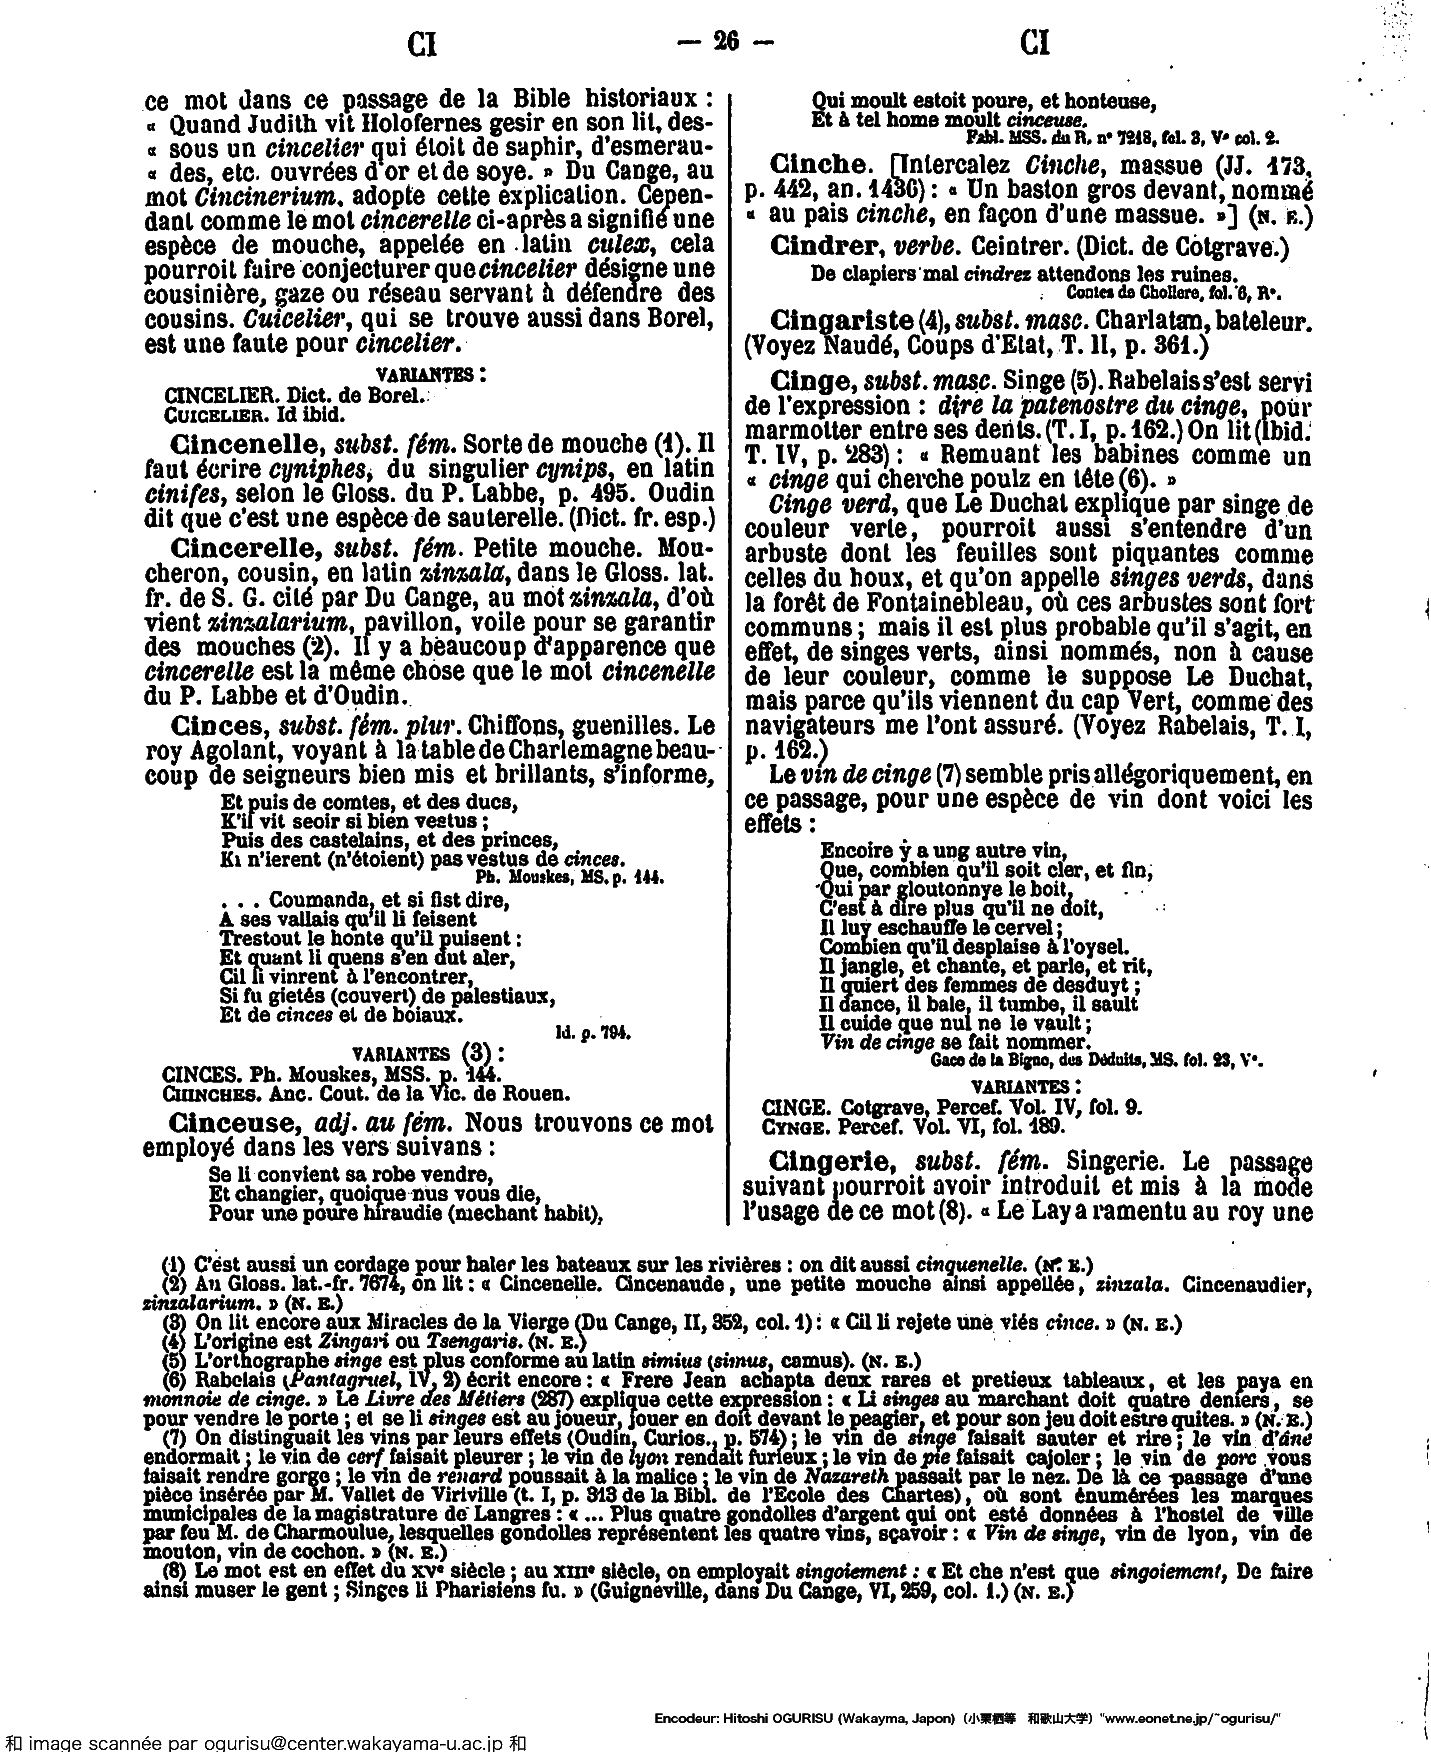 CI — 26 — CI
ce mot dans ce passage de la Bible historiaux :
« Quand Judith vit Holofernes gesir en son lit, des-
« sous un cincelier qui étoit de saphir, d'esmerau-
« des, etc. ouvrées d'or et de soye. » Du Cange, au
mot Cincinerium, adopte cette explication. Cepen-
dant comme le mot cincerelle ci-après a signifié une
espèce de mouche, appelée en latin culex, cela
pourroit faire conjecturer que cincelier désigne une
cousinière, gaze ou réseau servant à défendre des
cousins. Cuicelier, qui se trouve aussi dans Borel,
est une faute pour cincelier.
VARIANTES :
CINCELIER. Dict. de Borel.
CUICELIER. Id ibid.
Cincenelle, subst. fém. Sorte de mouche (1). Il
faut écrire cyniphes, du singulier cynips, en latin
cinifes, selon le Gloss. du P. Labbe, p. 495. Oudin
dit que c'est une espèce de sauterelle. (Dict. fr. esp.)
Cincerelle, subst. fém. Petite mouche. Mou-
cheron, cousin, en latin zinzala, dans le Gloss. lat.
fr. de S. G. cité par Du Cange, au mot zinzala, d'où
vient zinzalarium, pavillon, voile pour se garantir
des mouches (2). Il y a beaucoup d'apparence que
cincerelle est la même chose que le mot cincenelle
du P. Labbe et d'Oudin.
Cinces, subst. fém. plur. Chiffons, guenilles. Le
roy Agolant, voyant à la table de Charlemagne beau-
coup de seigneurs bien mis et brillants, s'informe,
Et puis de comtes, et des ducs,
K'il vit seoir si bien vestus ;
Puis des castelains, et des princes,
Ki n'ierent (n'étoient) pas vestus de cinces.
Ph. Mouskes, MS. p. 144.
. . . Coumanda, et si fist dire,
A ses vallais qu'il li feisent
Trestout le honte qu'il puisent :
Et quant li quens s'en dut aler,
Cil li vinrent à l'encontrer,
Si fu gietés (couvert) de palestiaux,
Et de cinces et de boiaux.
Id. p. 794.
VARIANTES (3) :
CINCES. Ph. Mouskes, MSS. p. 144.
CHINCHES. Anc. Cout. de la Vic. de Rouen.
Cinceuse, adj. au fém. Nous trouvons ce mot
employé dans les vers suivans :
Se li convient sa robe vendre,
Et changier, quoique nus vous die,
Pour une poure hiraudie (mechant habit),
Qui moult estoit poure, et honteuse,
Et à tel home moult cinceuse.
Fabl. MSS. du R. n° 7218, fol. 3, V° col. 2.
Cinche. [Intercalez Cinche, massue (JJ. 173,
p. 442, an. 1426) : « Un baston gros devant, nommé
« au pais cinche, en façon d'une massue. »] (N. E.)
Cindrer, verbe. Ceintrer. (Dict. de Cotgrave.)
De clapiers mal cindrez attendons les ruines.
Contes de Chollere, fol. 6, R°.
Cingariste (4), subst. masc. Charlatan, bateleur.
(Voyez Naudé, Coups d'Etat, T. II, p. 361.)
Cinge, subst. masc. Singe (5). Rabelais s'est servi
de l'expression : dire la patenostre du cinge, pour
marmotter entre ses dents. (T. I, p. 162.) On lit (Ibid.
T. IV, p. 283) : « Remuant les babines comme un
« cinge qui cherche poulz en tête (6). »
Cinge verd, que Le Duchat explique par singe de
couleur verte, pourroit aussi s'entendre d'un
arbuste dont les feuilles sont piquantes comme
celles du houx, et qu'on appelle singes verds, dans
la forêt de Fontainebleau, où ces arbustes sont fort
communs ; mais il est plus probable qu'il s'agit, en
effet, de singes verts, ainsi nommés, non à cause
de leur couleur, comme le suppose Le Duchat,
mais parce qu'ils viennent du cap Vert, comme des
navigateurs me l'ont assuré. (Voyez Rabelais, T. I,
p. 162.)
Le vin de cinge (7) semble pris allégoriquement, en
ce passage, pour une espèce de vin dont voici les
effets :
Encoire y a ung autre vin,
Que, combien qu'il soit cler, et fin,
Qui par gloutonnye le boit,
C'est à dire plus qu'il ne doit,
Il luy eschauffe le cervel ;
Combien qu'il desplaise à l'oysel.
Il jangle, et chante, et parle, et rit,
Il quiert des femmes de desduyt ;
Il dance, il bale, il tumbe, il sault
Il cuide que nul ne le vault ;
Vin de cinge se fait nommer.
Gace de la Bigne, des Deduits, MS. fol. 23, V°.
VARIANTES :
CINGE. Cotgrave, Percef. Vol. IV, fol. 9.
CYNGE. Percef. Vol. VI, fol. 189.
Cingerie, subst. fém. Singerie. Le passage
suivant pourroit avoir introduit et mis à la mode
l'usage de ce mot (8). « Le Lay a ramentu au roy une
(1) C'est aussi un cordage pour haler les bateaux sur les rivières : on dit aussi cinquenelle. (N. E.)
(2) Au Gloss. lat.-fr. 7674, on lit : « Cincenelle. Cincenaude, une petite mouche ainsi appellée, zinzala. Cincenaudier,
zinzalarium. » (N. E.)
(3) On lit encore aux Miracles de la Vierge (Du Cange, II, 352, col. 1) : « Cil li rejete une viés cince. » (N. E.)
(4) L'origine est Zingari ou Tsengaris. (N. E.)
(5) L'orthographe singe est plus conforme au latin simius (simus, camus). (N. E.)
(6) Rabelais (Pantagruel, IV, 2) écrit encore : « Frere Jean achapta deux rares et pretieux tableaux, et les paya en
monnoie de cinge. » Le Livre des Métiers (287) explique cette expression : « Li singes au marchant doit quatre deniers, se
pour vendre le porte ; et se li singes est au joueur, jouer en doit devant le peagier, et pour son jeu doit estre quites. » (N. E.)
(7) On distinguait les vins par leurs effets (Oudin, Curios., p. 574) ; le vin de singe faisait sauter et rire ; le vin d'âne
endormait ; le vin de cerf faisait pleurer ; le vin de lyon rendait furieux ; le vin de pie faisait cajoler ; le vin de porc vous
faisait rendre gorge ; le vin de renard poussait à la malice ; le vin de Nazareth passait par le nez. De là ce passage d'une
pièce insérée par M. Vallet de Viriville (t. I, p. 313 de la Bibl. de l'Ecole des Chartes), où sont énumérées les marques
municipales de la magistrature de Langres : « ... Plus quatre gondolles d'argent qui ont esté données à l'hostel de ville
par feu M. de Charmoulue, lesquelles gondolles représentent les quatre vins, sçavoir : « Vin de singe, vin de lyon, vin de
mouton, vin de cochon. » (N. E.)
(8) Le mot est en effet du XVe siècle ; au XIIIe siècle, on employait singoiement : « Et che n'est que singoiement, De faire
ainsi muser le gent ; Singes li Pharisiens fu. » (Guigneville, dans Du Cange, VI, 259, col. 1.) (N. E.)
Encodeur: Hitoshi OGURISU (Wakayma, Japon) (小栗栖等 和歌山大学) "www.eonet.ne.jp/~ogurisu/"
和 image scannée par ogurisu@center.wakayama-u.ac.jp 和